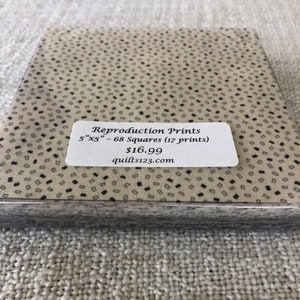 Reproduction Prints
5"x5" - 68 Squares (17 prints)
$16.99
quilts123.com